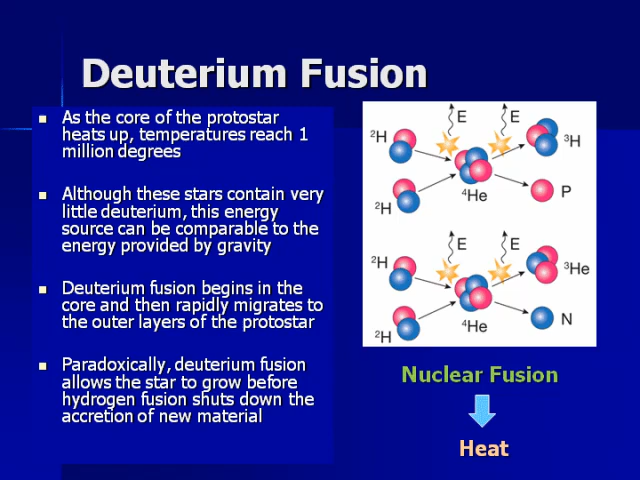 Deuterium Fusion
As the core of the protostar
heats up, temperatures reach 1
million degrees
Although these stars contain very
little deuterium, this energy
source can be comparable to the
energy provided by gravity
Deuterium fusion begins in the
core and then rapidly migrates to
the outer layers of the protostar
Paradoxically, deuterium fusion
allows the star to grow before
hydrogen fusion shuts down the
accretion of new material
E E
²H ³H
⁴He P
²H
E E
²H ³He
⁴He N
²H
Nuclear Fusion
Heat